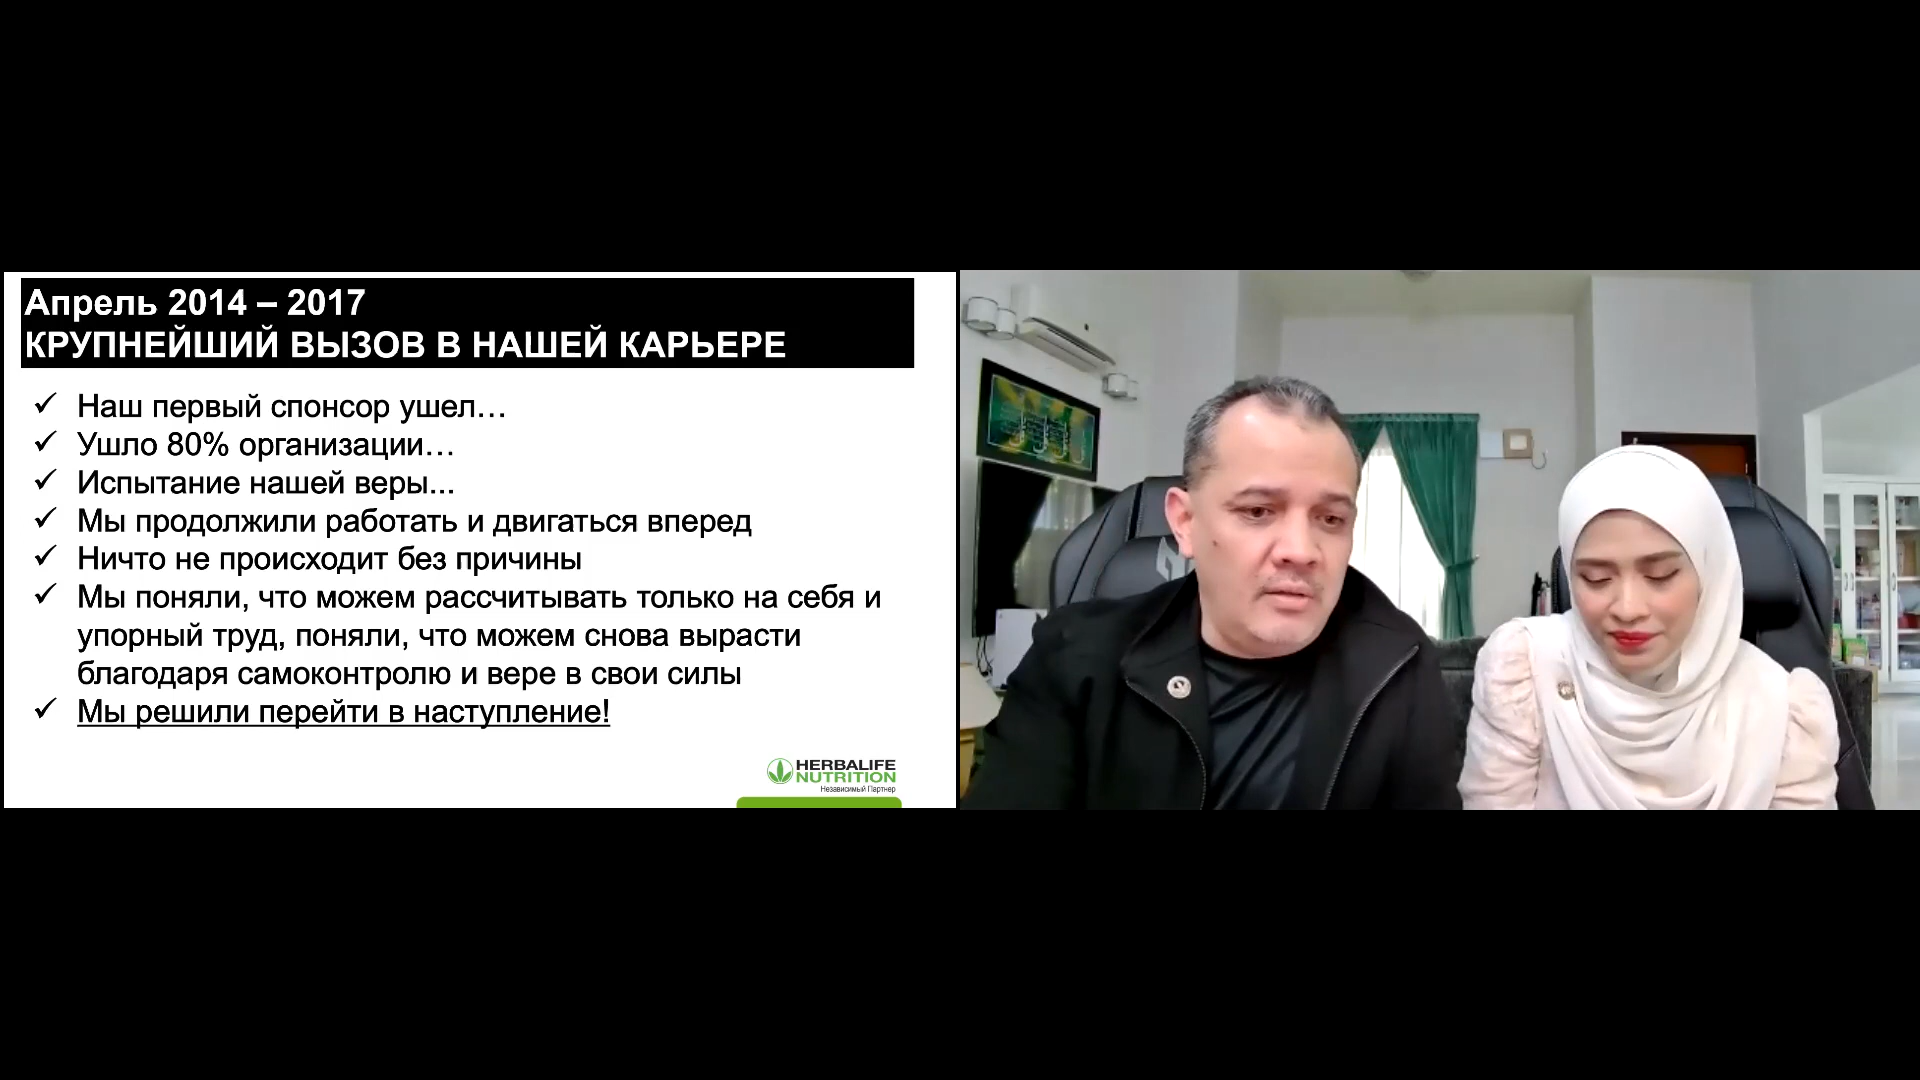 Апрель 2014 – 2017
КРУПНЕЙШИЙ ВЫЗОВ В НАШЕЙ КАРЬЕРЕ
✓ Наш первый спонсор ушел…
✓ Ушло 80% организации…
✓ Испытание нашей веры...
✓ Мы продолжили работать и двигаться вперед
✓ Ничто не происходит без причины
✓ Мы поняли, что можем рассчитывать только на себя и
упорный труд, поняли, что можем снова вырасти
благодаря самоконтролю и вере в свои силы
✓ Мы решили перейти в наступление!
HERBALIFE
NUTRITION
Независимый Партнер